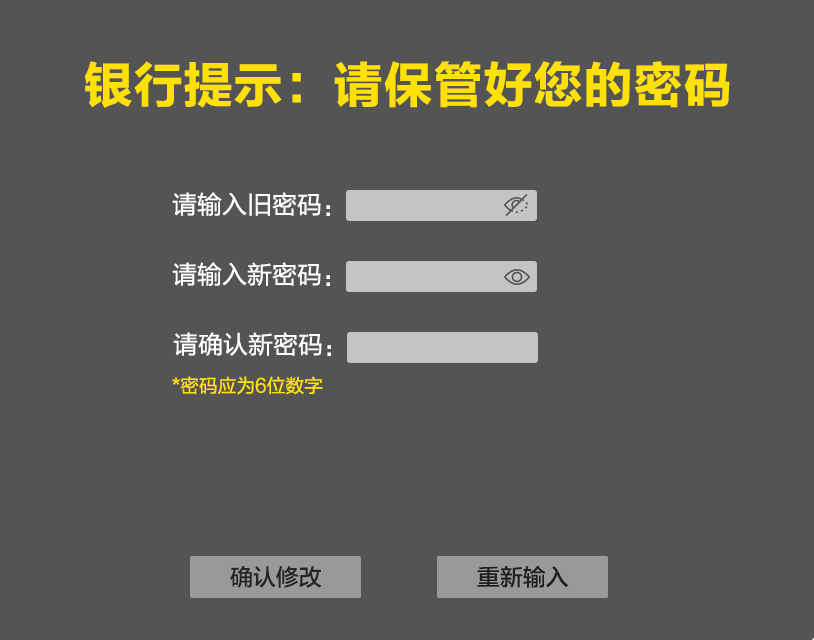 银行提示：请保管好您的密码
请输入旧密码：
请输入新密码：
请确认新密码：
*密码应为6位数字
确认修改
重新输入